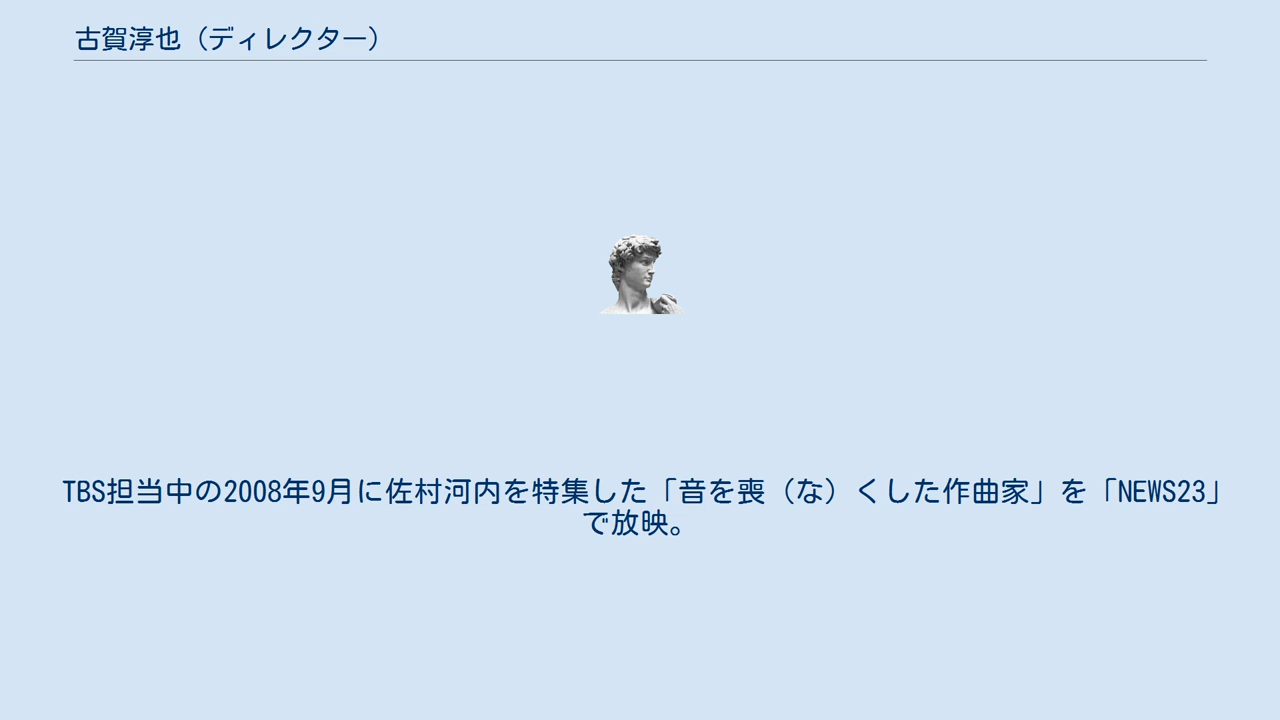 古賀淳也（ディレクター）
TBS担当中の2008年9月に佐村河内を特集した「音を喪（な）くした作曲家」を「NEWS23」
で放映。